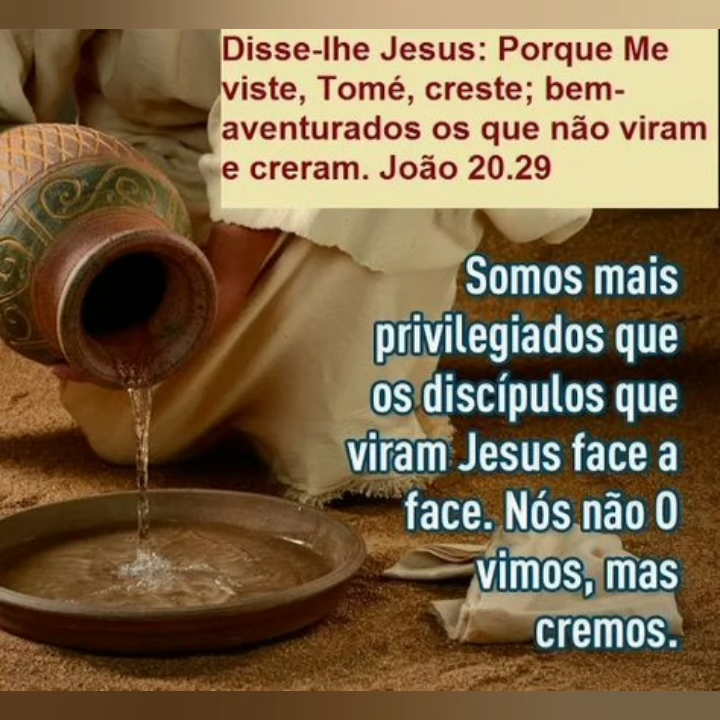 Disse-lhe Jesus: Porque Me
viste, Tomé, creste; bem-
aventurados os que não viram
e creram. João 20.29
Somos mais
privilegiados que
os discípulos que
viram Jesus face a
face. Nós não O
vimos, mas
cremos.